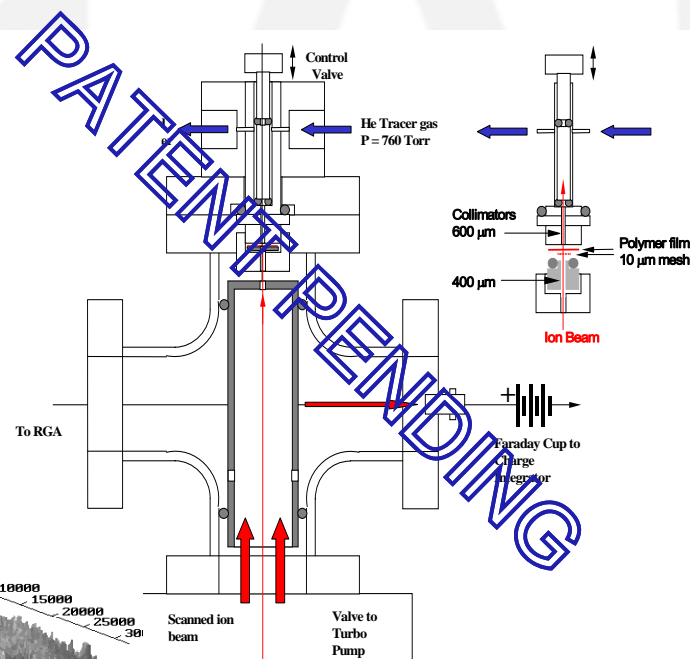 PATENT PENDING
Control
Valve
He Tracer gas
P = 760 Torr
Collimators
600 µm
Polymer film
10 µm mesh
400 µm
Ion Beam
+
To RGA
Faraday Cup to
Charge
Integrator
Scanned ion
beam
Valve to
Turbo
Pump
10000
15000
20000
25000